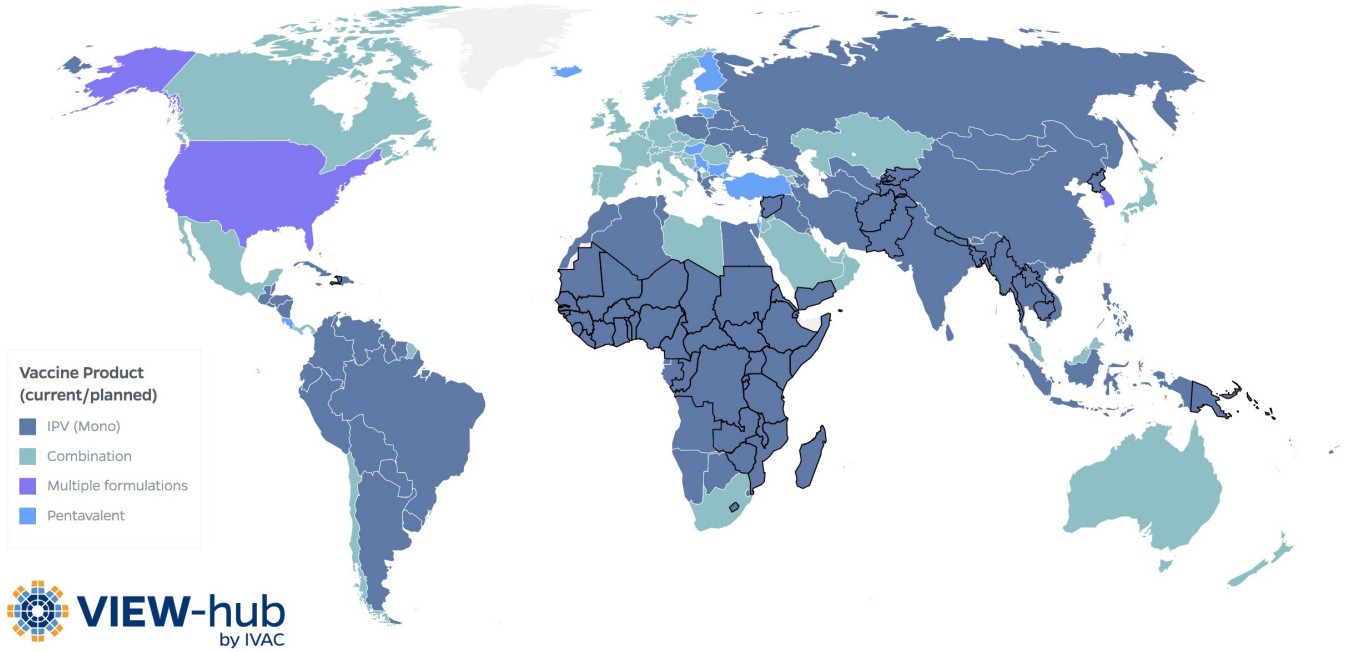 Vaccine Product
(current/planned)
IPV (Mono)
Combination
Multiple formulations
Pentavalent
VIEW-hub
by IVAC